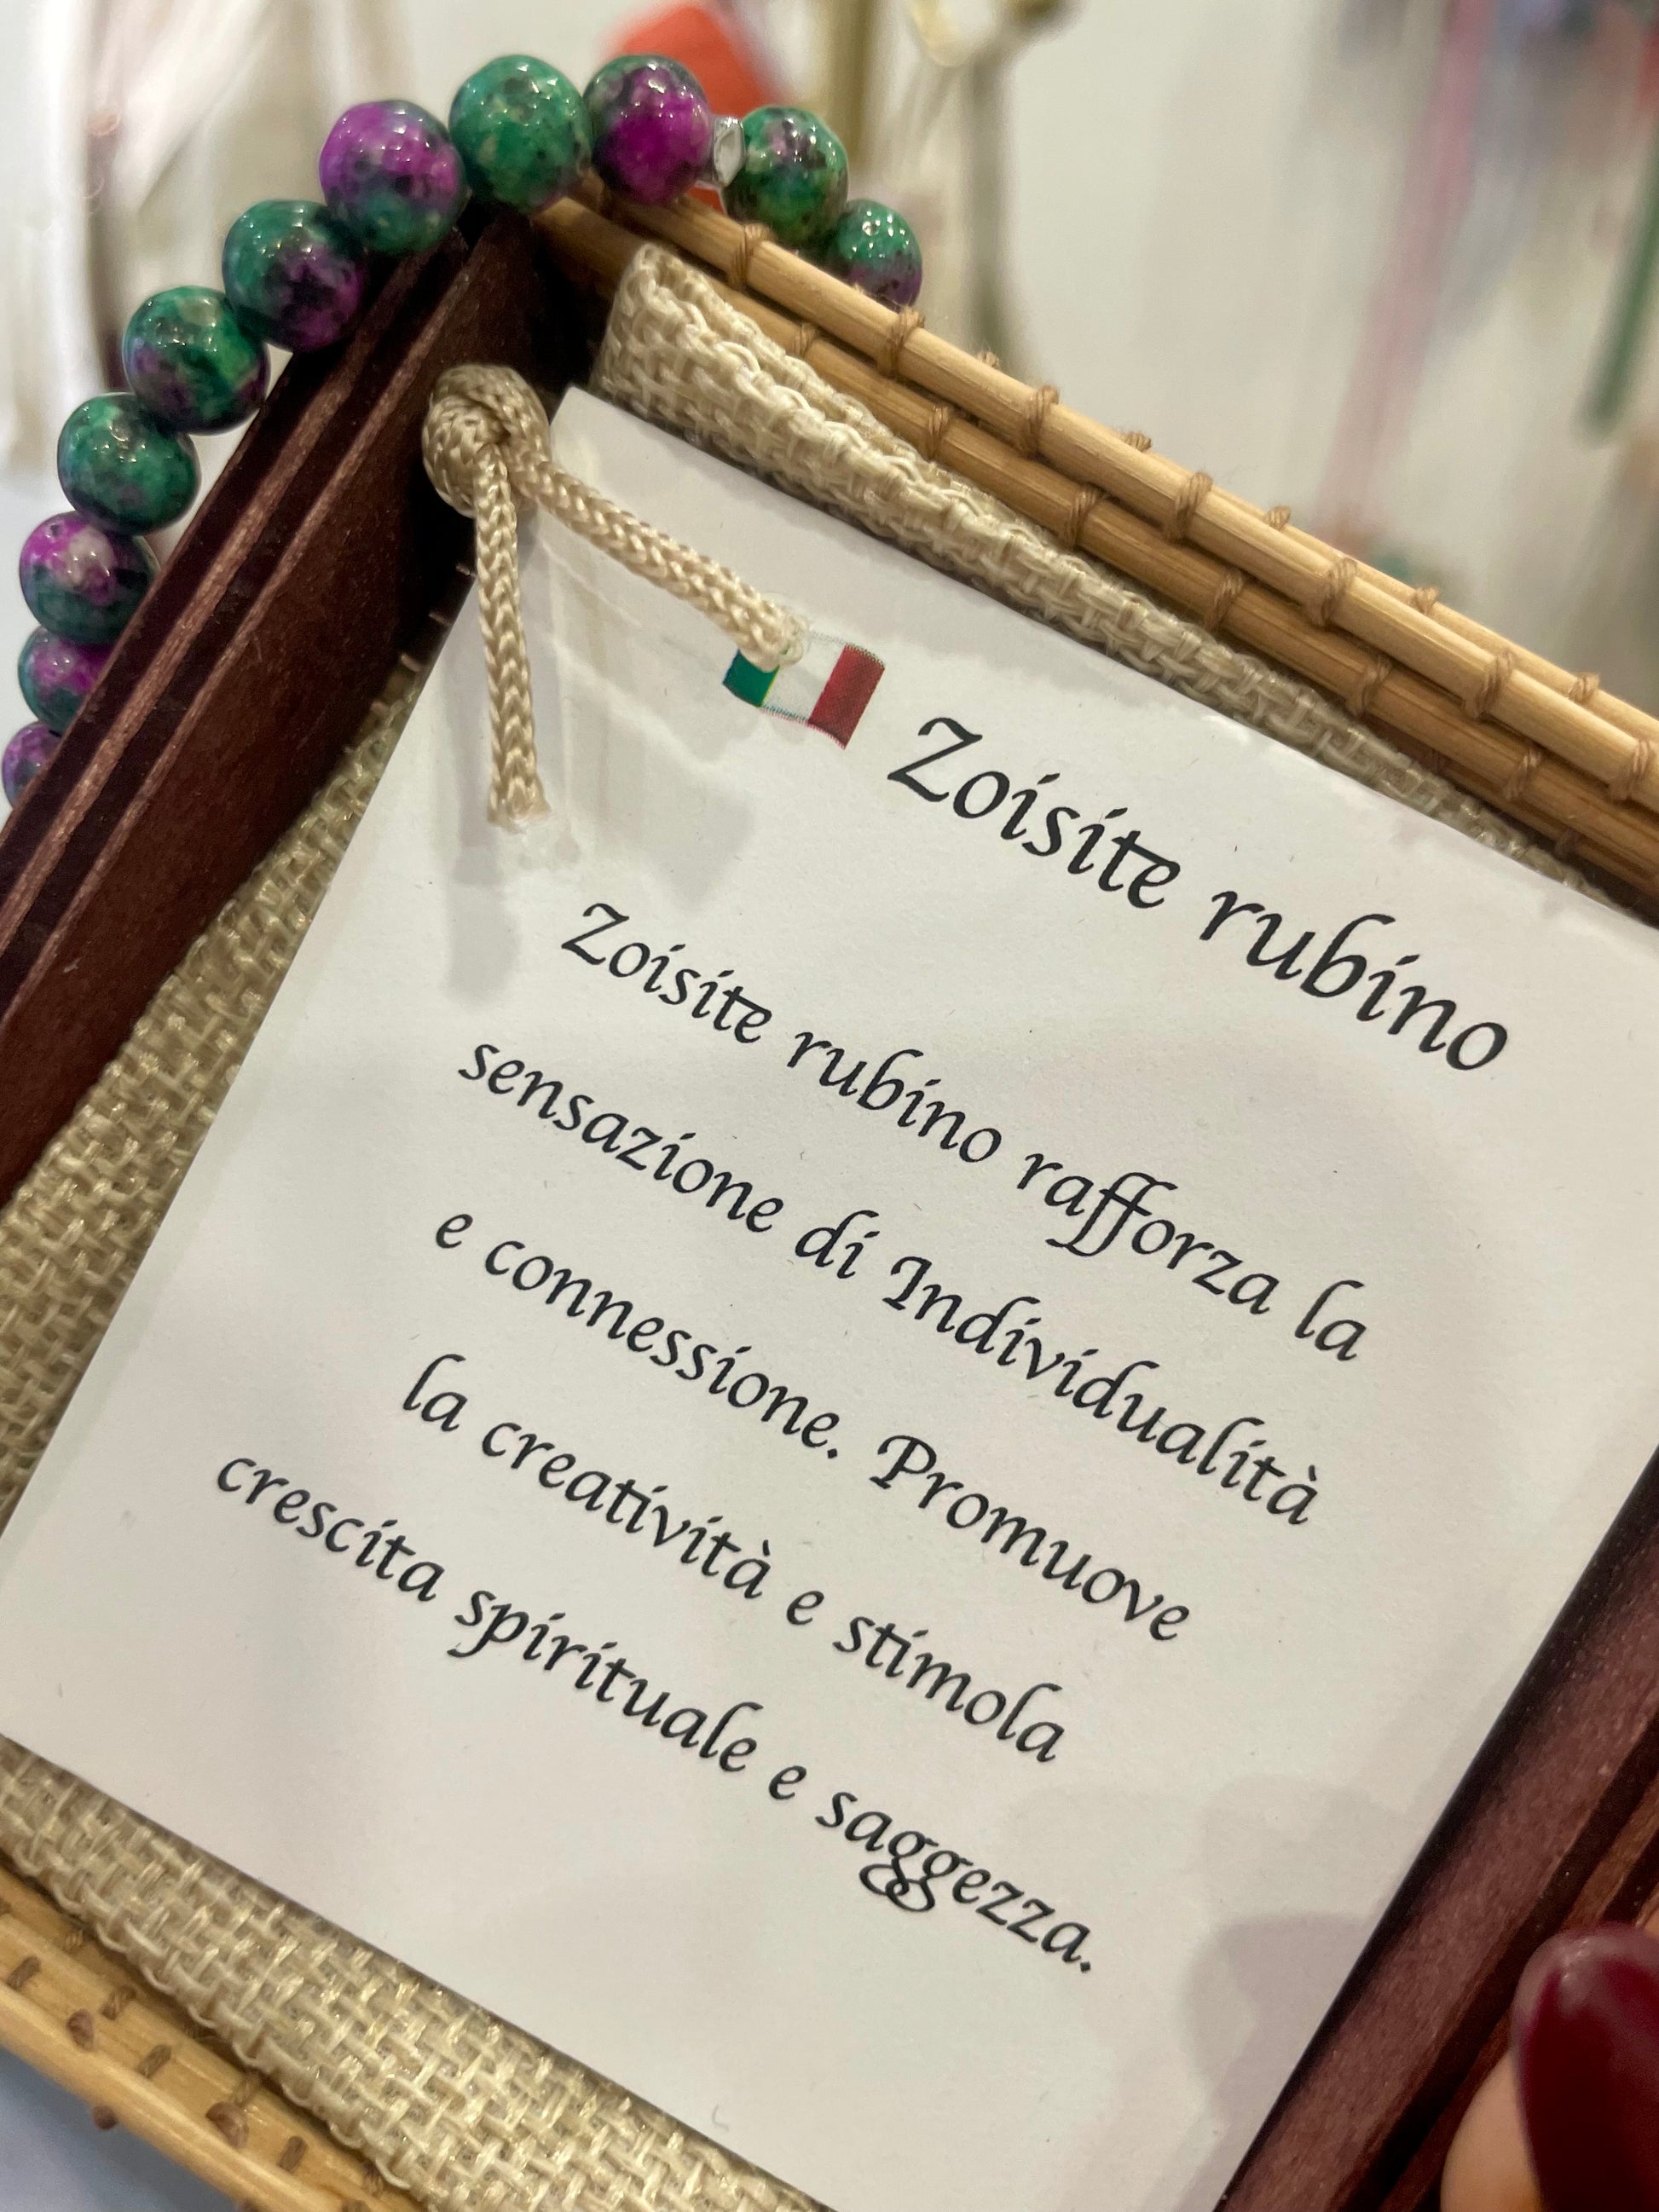 Zoisite rubino
Zoisite rubino rafforza la
sensazione di Individualità
e connessione. Promuove
la creatività e stimola
crescita spirituale e saggezza.